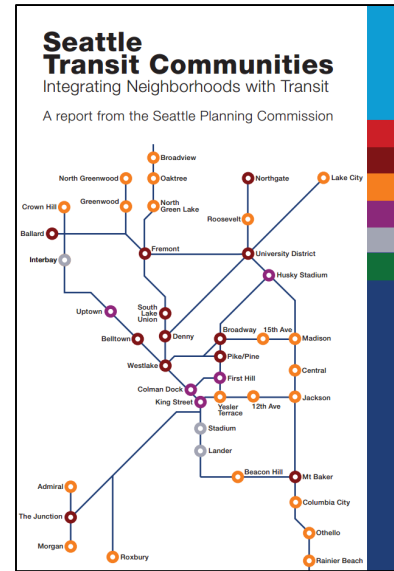 Seattle
Transit Communities
Integrating Neighborhoods with Transit
A report from the Seattle Planning Commission
Broadview
North Greenwood
Oaktree
Northgate
Lake City
Crown Hill
Greenwood
North
Green Lake
Roosevelt
Ballard
Fremont
University District
Interbay
Husky Stadium
Uptown
South
Lake
Union
Belltown
Denny
Broadway
15th Ave
Madison
Westlake
Pike/Pine
Central
Colman Dock
First Hill
King Street
Yesler
Terrace
12th Ave
Jackson
Stadium
Lander
Beacon Hill
Mt Baker
Admiral
Columbia City
The Junction
Othello
Morgan
Roxbury
Rainier Beach